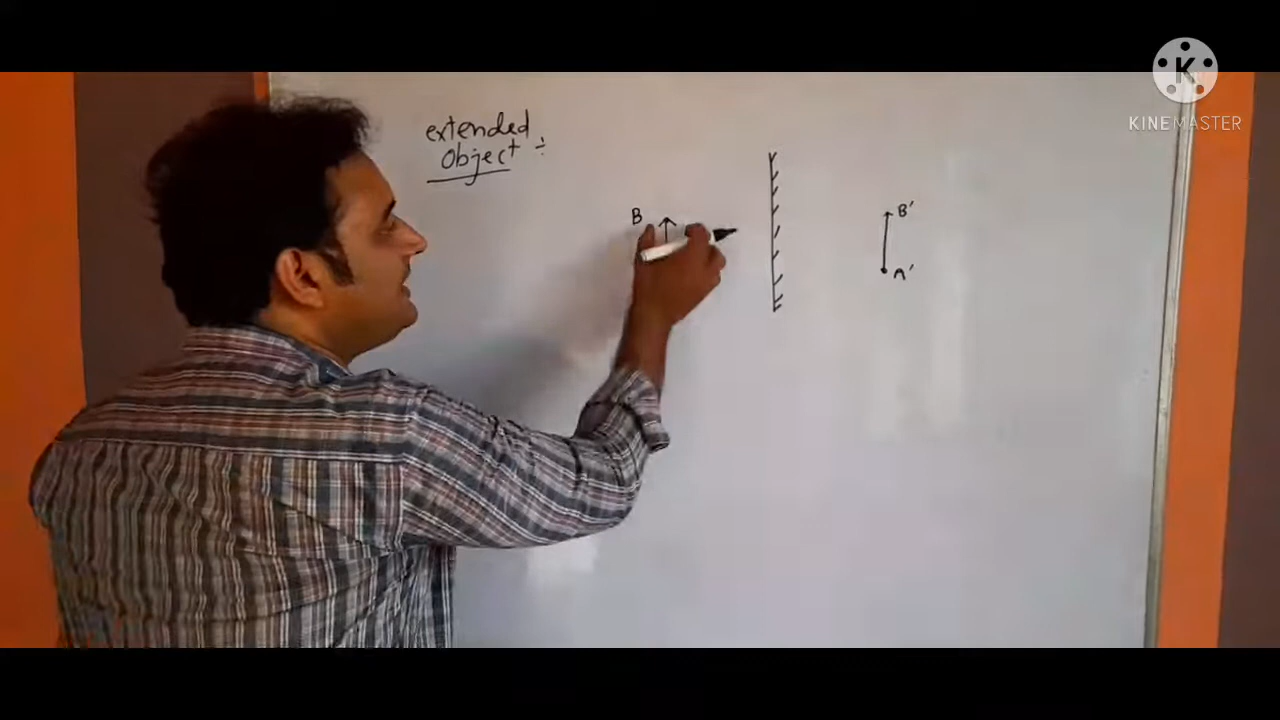 extended
Object ÷
B
B′
A′
K
KINEMASTER